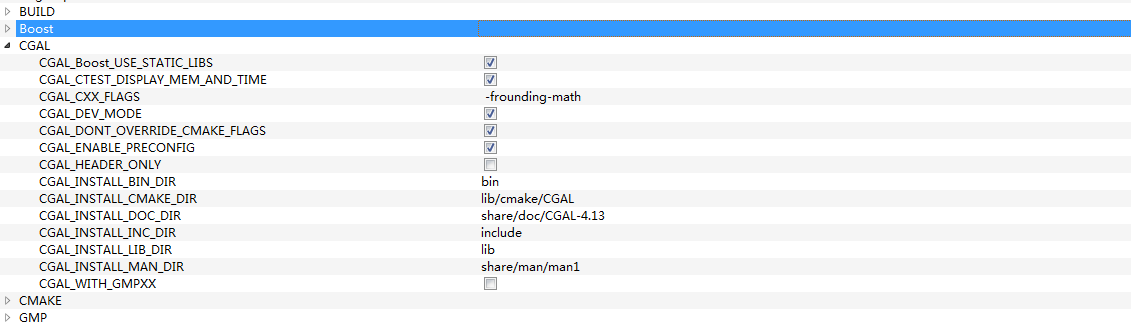 BUILD
Boost
CGAL
CGAL_Boost_USE_STATIC_LIBS
CGAL_CTEST_DISPLAY_MEM_AND_TIME
CGAL_CXX_FLAGS -frounding-math
CGAL_DEV_MODE
CGAL_DONT_OVERRIDE_CMAKE_FLAGS
CGAL_ENABLE_PRECONFIG
CGAL_HEADER_ONLY
CGAL_INSTALL_BIN_DIR bin
CGAL_INSTALL_CMAKE_DIR lib/cmake/CGAL
CGAL_INSTALL_DOC_DIR share/doc/CGAL-4.13
CGAL_INSTALL_INC_DIR include
CGAL_INSTALL_LIB_DIR lib
CGAL_INSTALL_MAN_DIR share/man/man1
CGAL_WITH_GMPXX
CMAKE
GMP